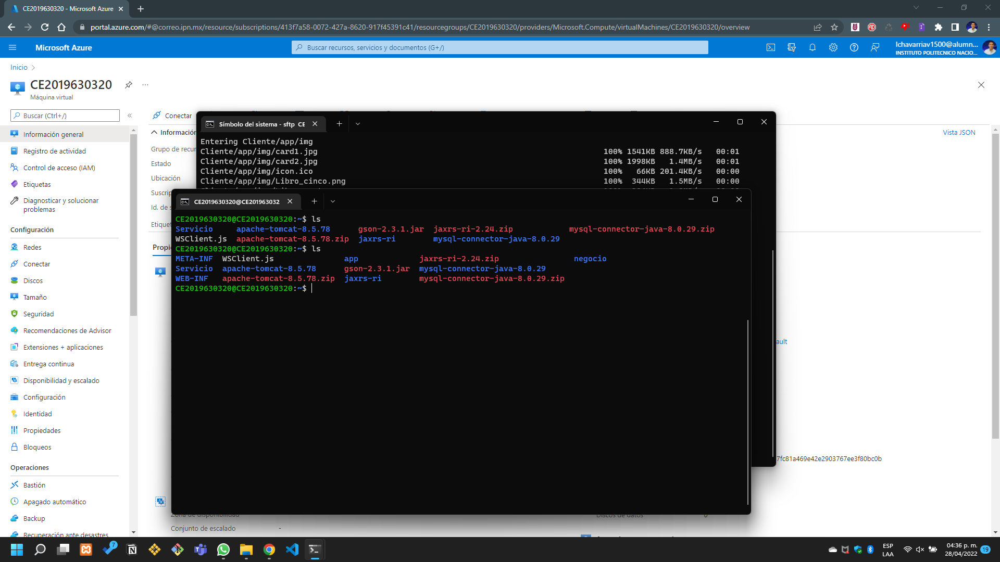 CE2019630320 - Microsoft Azure
portal.azure.com/#@correo.ipn.mx/resource/subscriptions/413f7a58-0072-427a-8620-917f45391c41/resourcegroups/CE2019630320/providers/Microsoft.Compute/virtualMachines/CE2019630320/overview
Microsoft Azure
Buscar recursos, servicios y documentos (G+/)
lchavarriav1500@alumn...
INSTITUTO POLITECNICO NACIO...
Inicio
CE2019630320
Máquina virtual
Buscar (Ctrl+/)
Conectar
Información general
Registro de actividad
Control de acceso (IAM)
Etiquetas
Diagnosticar y solucionar
problemas
Configuración
Redes
Conectar
Discos
Tamaño
Seguridad
Recomendaciones de Advisor
Extensiones + aplicaciones
Entrega continua
Disponibilidad y escalado
Configuración
Identidad
Propiedades
Bloqueos
Operaciones
Bastión
Apagado automático
Backup
Recuperación ante desastres
Información
Vista JSON
Grupo de recur
Estado
Ubicación
Suscrip
Id. de s
Etiquet
Propi
Símbolo del sistema - sftp CE
Entering Cliente/app/img
Cliente/app/img/card1.jpg 100% 1541KB 888.7KB/s 00:01
Cliente/app/img/card2.jpg 100% 1998KB 1.4MB/s 00:01
Cliente/app/img/icon.ico 100% 66KB 201.4KB/s 00:00
Cliente/app/img/Libro_cinco.png 100% 344KB 1.5MB/s 00:00
CE2019630320@CE201963032
CE2019630320@CE2019630320:~$ ls
Servicio apache-tomcat-8.5.78 gson-2.3.1.jar jaxrs-ri-2.24.zip mysql-connector-java-8.0.29.zip
WSClient.js apache-tomcat-8.5.78.zip jaxrs-ri mysql-connector-java-8.0.29
CE2019630320@CE2019630320:~$ ls
META-INF WSClient.js app jaxrs-ri-2.24.zip negocio
Servicio apache-tomcat-8.5.78 gson-2.3.1.jar mysql-connector-java-8.0.29
WEB-INF apache-tomcat-8.5.78.zip jaxrs-ri mysql-connector-java-8.0.29.zip
CE2019630320@CE2019630320:~$
ault
7fc81a469e42e2903767ee3f80bc0b
Zona de disponibilidad
Discos de datos 0
Conjunto de escalado -
7
ESP
LAA
04:36 p. m.
28/04/2022
19